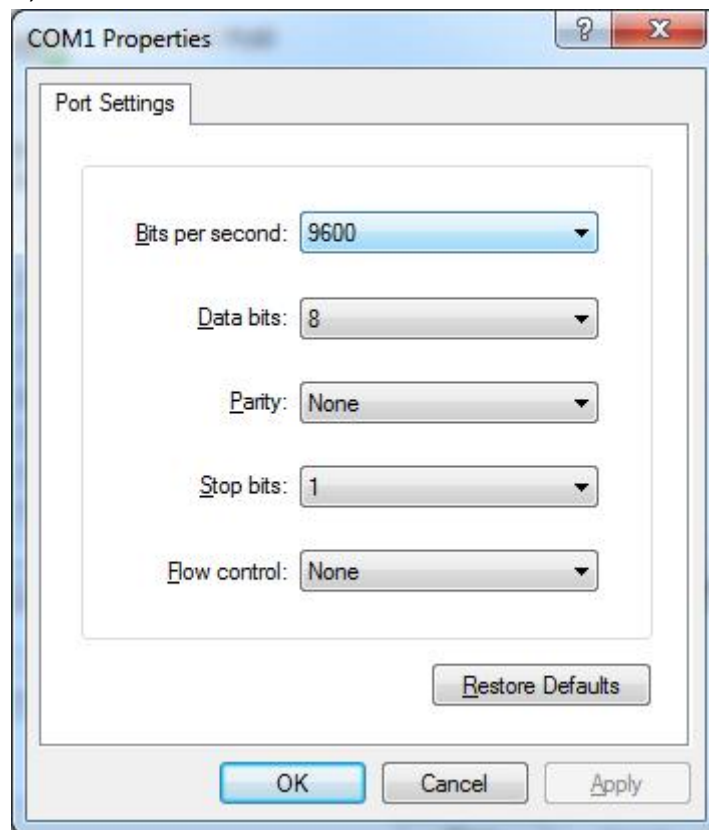 COM1 Properties
Port Settings
Bits per second: 9600
Data bits: 8
Parity: None
Stop bits: 1
Flow control: None
Restore Defaults
OK Cancel Apply